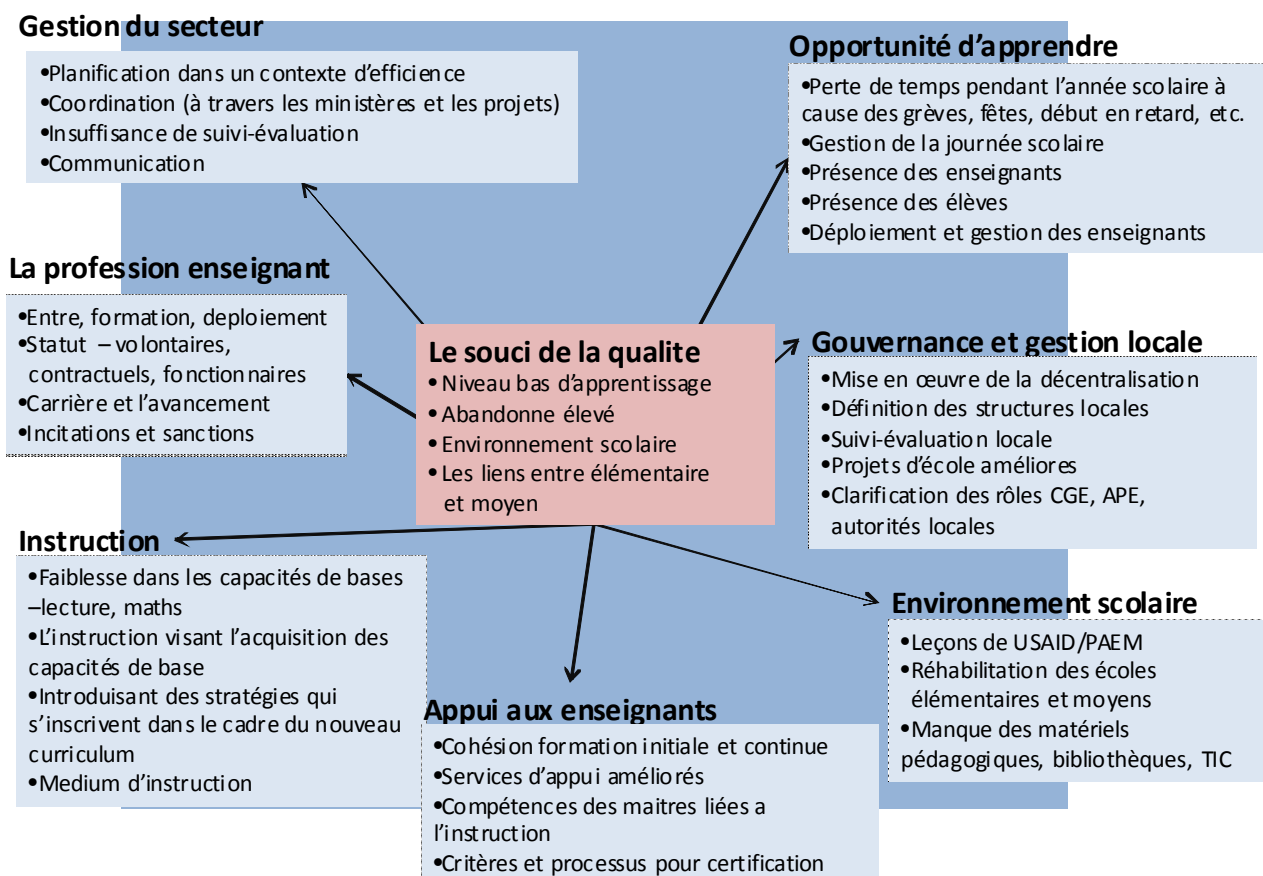 Gestion du secteur
•Planification dans un contexte d'efficience
•Coordination (à travers les ministères et les projets)
•Insuffisance de suivi-évaluation
•Communication
Opportunité d'apprendre
•Perte de temps pendant l'année scolaire à
cause des grèves, fêtes, début en retard, etc.
•Gestion de la journée scolaire
•Présence des enseignants
•Présence des élèves
•Déploiement et gestion des enseignants
La profession enseignant
•Entre, formation, deploiement
•Statut – volontaires,
contractuels, fonctionnaires
•Carrière et l'avancement
•Incitations et sanctions
Le souci de la qualite
• Niveau bas d'apprentissage
• Abandonne élevé
• Environnement scolaire
• Les liens entre élémentaire
et moyen
Gouvernance et gestion locale
•Mise en œuvre de la décentralisation
•Définition des structures locales
•Suivi-évaluation locale
•Projets d'école améliores
•Clarification des rôles CGE, APE,
autorités locales
Instruction
•Faiblesse dans les capacités de bases
–lecture, maths
•L'instruction visant l'acquisition des
capacités de base
•Introduisant des stratégies qui
s'inscrivent dans le cadre du nouveau
curriculum
•Medium d'instruction
Appui aux enseignants
•Cohésion formation initiale et continue
•Services d'appui améliorés
•Compétences des maitres liées a
l'instruction
•Critères et processus pour certification
Environnement scolaire
•Leçons de USAID/PAEM
•Réhabilitation des écoles
élémentaires et moyens
•Manque des matériels
pédagogiques, bibliothèques, TIC